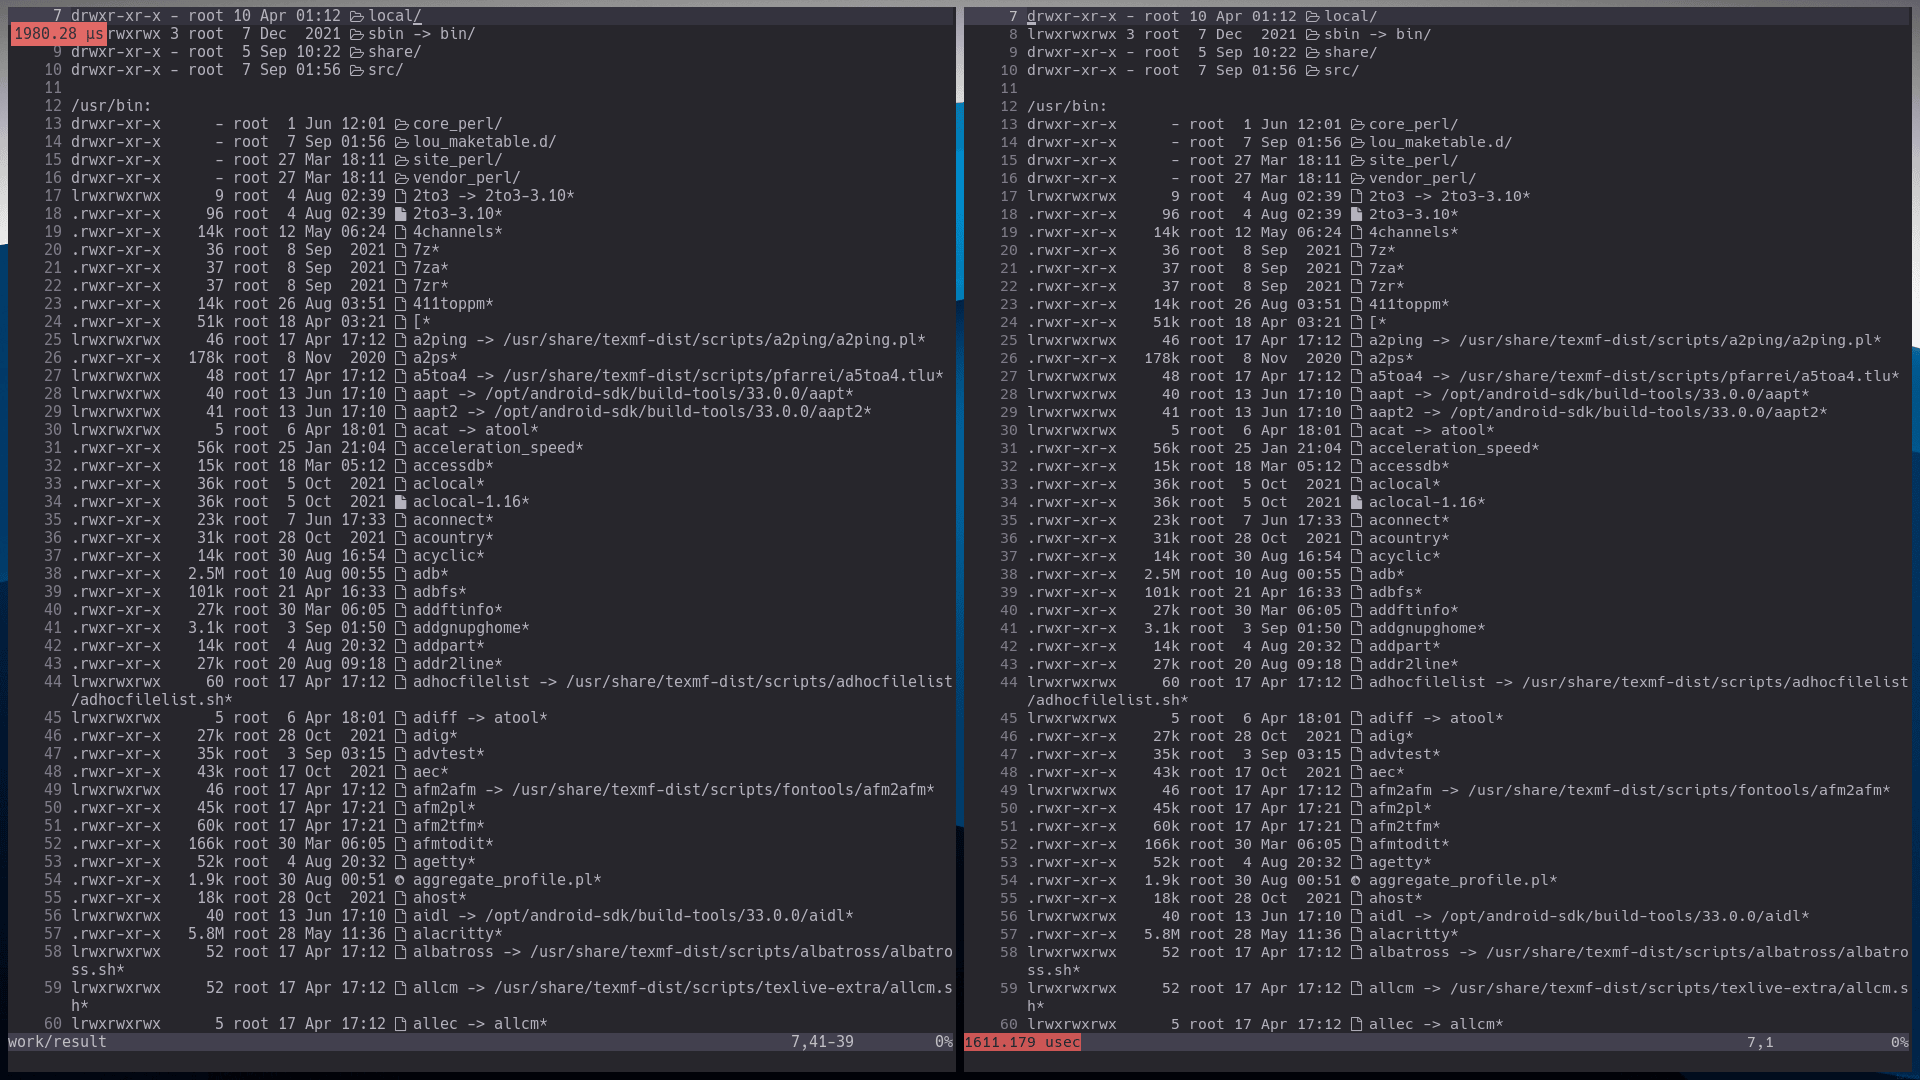 7 drwxr-xr-x - root 10 Apr 01:12 local/
1980.28 µs rwxrwx 3 root  7 Dec  2021 sbin -> bin/
9 drwxr-xr-x - root  5 Sep 10:22 share/
10 drwxr-xr-x - root  7 Sep 01:56 src/
11
12 /usr/bin:
13 drwxr-xr-x      - root  1 Jun 12:01 core_perl/
14 drwxr-xr-x      - root  7 Sep 01:56 lou_maketable.d/
15 drwxr-xr-x      - root 27 Mar 18:11 site_perl/
16 drwxr-xr-x      - root 27 Mar 18:11 vendor_perl/
17 lrwxrwxrwx      9 root  4 Aug 02:39 2to3 -> 2to3-3.10*
18 .rwxr-xr-x     96 root  4 Aug 02:39 2to3-3.10*
19 .rwxr-xr-x    14k root 12 May 06:24 4channels*
20 .rwxr-xr-x     36 root  8 Sep  2021 7z*
21 .rwxr-xr-x     37 root  8 Sep  2021 7za*
22 .rwxr-xr-x     37 root  8 Sep  2021 7zr*
23 .rwxr-xr-x    14k root 26 Aug 03:51 411toppm*
24 .rwxr-xr-x    51k root 18 Apr 03:21 [*
25 lrwxrwxrwx     46 root 17 Apr 17:12 a2ping -> /usr/share/texmf-dist/scripts/a2ping/a2ping.pl*
26 .rwxr-xr-x   178k root  8 Nov  2020 a2ps*
27 lrwxrwxrwx     48 root 17 Apr 17:12 a5toa4 -> /usr/share/texmf-dist/scripts/pfarrei/a5toa4.tlu*
28 lrwxrwxrwx     40 root 13 Jun 17:10 aapt -> /opt/android-sdk/build-tools/33.0.0/aapt*
29 lrwxrwxrwx     41 root 13 Jun 17:10 aapt2 -> /opt/android-sdk/build-tools/33.0.0/aapt2*
30 lrwxrwxrwx      5 root  6 Apr 18:01 acat -> atool*
31 .rwxr-xr-x    56k root 25 Jan 21:04 acceleration_speed*
32 .rwxr-xr-x    15k root 18 Mar 05:12 accessdb*
33 .rwxr-xr-x    36k root  5 Oct  2021 aclocal*
34 .rwxr-xr-x    36k root  5 Oct  2021 aclocal-1.16*
35 .rwxr-xr-x    23k root  7 Jun 17:33 aconnect*
36 .rwxr-xr-x    31k root 28 Oct  2021 acountry*
37 .rwxr-xr-x    14k root 30 Aug 16:54 acyclic*
38 .rwxr-xr-x   2.5M root 10 Aug 00:55 adb*
39 .rwxr-xr-x   101k root 21 Apr 16:33 adbfs*
40 .rwxr-xr-x    27k root 30 Mar 06:05 addftinfo*
41 .rwxr-xr-x   3.1k root  3 Sep 01:50 addgnupghome*
42 .rwxr-xr-x    14k root  4 Aug 20:32 addpart*
43 .rwxr-xr-x    27k root 20 Aug 09:18 addr2line*
44 lrwxrwxrwx     60 root 17 Apr 17:12 adhocfilelist -> /usr/share/texmf-dist/scripts/adhocfilelist
/adhocfilelist.sh*
45 lrwxrwxrwx      5 root  6 Apr 18:01 adiff -> atool*
46 .rwxr-xr-x    27k root 28 Oct  2021 adig*
47 .rwxr-xr-x    35k root  3 Sep 03:15 advtest*
48 .rwxr-xr-x    43k root 17 Oct  2021 aec*
49 lrwxrwxrwx     46 root 17 Apr 17:12 afm2afm -> /usr/share/texmf-dist/scripts/fontools/afm2afm*
50 .rwxr-xr-x    45k root 17 Apr 17:21 afm2pl*
51 .rwxr-xr-x    60k root 17 Apr 17:21 afm2tfm*
52 .rwxr-xr-x   166k root 30 Mar 06:05 afmtodit*
53 .rwxr-xr-x    52k root  4 Aug 20:32 agetty*
54 .rwxr-xr-x   1.9k root 30 Aug 00:51 aggregate_profile.pl*
55 .rwxr-xr-x    18k root 28 Oct  2021 ahost*
56 lrwxrwxrwx     40 root 13 Jun 17:10 aidl -> /opt/android-sdk/build-tools/33.0.0/aidl*
57 .rwxr-xr-x   5.8M root 28 May 11:36 alacritty*
58 lrwxrwxrwx     52 root 17 Apr 17:12 albatross -> /usr/share/texmf-dist/scripts/albatross/albatro
ss.sh*
59 lrwxrwxrwx     52 root 17 Apr 17:12 allcm -> /usr/share/texmf-dist/scripts/texlive-extra/allcm.s
h*
60 lrwxrwxrwx      5 root 17 Apr 17:12 allec -> allcm*
work/result 7,41-39 0%
7 drwxr-xr-x - root 10 Apr 01:12 local/
8 lrwxrwxrwx 3 root  7 Dec  2021 sbin -> bin/
9 drwxr-xr-x - root  5 Sep 10:22 share/
10 drwxr-xr-x - root  7 Sep 01:56 src/
11
12 /usr/bin:
13 drwxr-xr-x      - root  1 Jun 12:01 core_perl/
14 drwxr-xr-x      - root  7 Sep 01:56 lou_maketable.d/
15 drwxr-xr-x      - root 27 Mar 18:11 site_perl/
16 drwxr-xr-x      - root 27 Mar 18:11 vendor_perl/
17 lrwxrwxrwx      9 root  4 Aug 02:39 2to3 -> 2to3-3.10*
18 .rwxr-xr-x     96 root  4 Aug 02:39 2to3-3.10*
19 .rwxr-xr-x    14k root 12 May 06:24 4channels*
20 .rwxr-xr-x     36 root  8 Sep  2021 7z*
21 .rwxr-xr-x     37 root  8 Sep  2021 7za*
22 .rwxr-xr-x     37 root  8 Sep  2021 7zr*
23 .rwxr-xr-x    14k root 26 Aug 03:51 411toppm*
24 .rwxr-xr-x    51k root 18 Apr 03:21 [*
25 lrwxrwxrwx     46 root 17 Apr 17:12 a2ping -> /usr/share/texmf-dist/scripts/a2ping/a2ping.pl*
26 .rwxr-xr-x   178k root  8 Nov  2020 a2ps*
27 lrwxrwxrwx     48 root 17 Apr 17:12 a5toa4 -> /usr/share/texmf-dist/scripts/pfarrei/a5toa4.tlu*
28 lrwxrwxrwx     40 root 13 Jun 17:10 aapt -> /opt/android-sdk/build-tools/33.0.0/aapt*
29 lrwxrwxrwx     41 root 13 Jun 17:10 aapt2 -> /opt/android-sdk/build-tools/33.0.0/aapt2*
30 lrwxrwxrwx      5 root  6 Apr 18:01 acat -> atool*
31 .rwxr-xr-x    56k root 25 Jan 21:04 acceleration_speed*
32 .rwxr-xr-x    15k root 18 Mar 05:12 accessdb*
33 .rwxr-xr-x    36k root  5 Oct  2021 aclocal*
34 .rwxr-xr-x    36k root  5 Oct  2021 aclocal-1.16*
35 .rwxr-xr-x    23k root  7 Jun 17:33 aconnect*
36 .rwxr-xr-x    31k root 28 Oct  2021 acountry*
37 .rwxr-xr-x    14k root 30 Aug 16:54 acyclic*
38 .rwxr-xr-x   2.5M root 10 Aug 00:55 adb*
39 .rwxr-xr-x   101k root 21 Apr 16:33 adbfs*
40 .rwxr-xr-x    27k root 30 Mar 06:05 addftinfo*
41 .rwxr-xr-x   3.1k root  3 Sep 01:50 addgnupghome*
42 .rwxr-xr-x    14k root  4 Aug 20:32 addpart*
43 .rwxr-xr-x    27k root 20 Aug 09:18 addr2line*
44 lrwxrwxrwx     60 root 17 Apr 17:12 adhocfilelist -> /usr/share/texmf-dist/scripts/adhocfilelist
/adhocfilelist.sh*
45 lrwxrwxrwx      5 root  6 Apr 18:01 adiff -> atool*
46 .rwxr-xr-x    27k root 28 Oct  2021 adig*
47 .rwxr-xr-x    35k root  3 Sep 03:15 advtest*
48 .rwxr-xr-x    43k root 17 Oct  2021 aec*
49 lrwxrwxrwx     46 root 17 Apr 17:12 afm2afm -> /usr/share/texmf-dist/scripts/fontools/afm2afm*
50 .rwxr-xr-x    45k root 17 Apr 17:21 afm2pl*
51 .rwxr-xr-x    60k root 17 Apr 17:21 afm2tfm*
52 .rwxr-xr-x   166k root 30 Mar 06:05 afmtodit*
53 .rwxr-xr-x    52k root  4 Aug 20:32 agetty*
54 .rwxr-xr-x   1.9k root 30 Aug 00:51 aggregate_profile.pl*
55 .rwxr-xr-x    18k root 28 Oct  2021 ahost*
56 lrwxrwxrwx     40 root 13 Jun 17:10 aidl -> /opt/android-sdk/build-tools/33.0.0/aidl*
57 .rwxr-xr-x   5.8M root 28 May 11:36 alacritty*
58 lrwxrwxrwx     52 root 17 Apr 17:12 albatross -> /usr/share/texmf-dist/scripts/albatross/albatro
ss.sh*
59 lrwxrwxrwx     52 root 17 Apr 17:12 allcm -> /usr/share/texmf-dist/scripts/texlive-extra/allcm.s
h*
60 lrwxrwxrwx      5 root 17 Apr 17:12 allec -> allcm*
1611.179 usec 7,1 0%